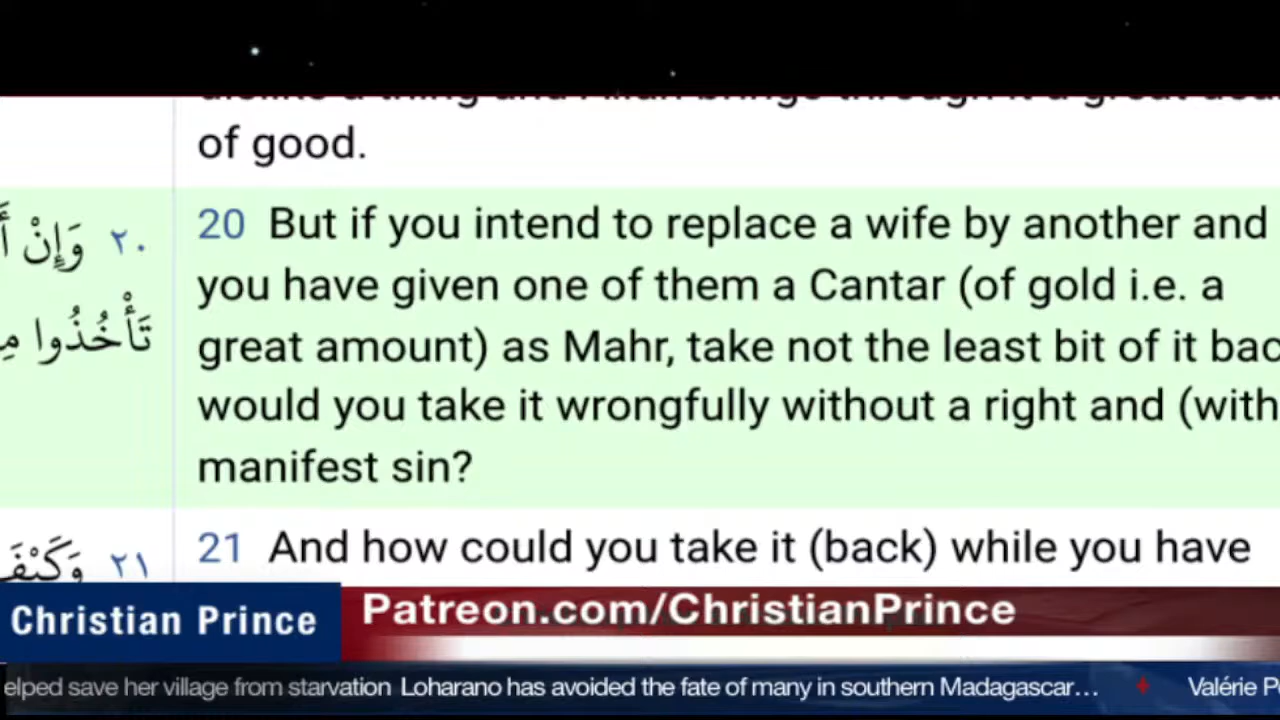 of good.
٢٠ وَإِنْ
20 But if you intend to replace a wife by another and
you have given one of them a Cantar (of gold i.e. a
تَأْخُذُوا
great amount) as Mahr, take not the least bit of it
would you take it wrongfully without a right and (with
manifest sin?
٢١
21 And how could you take it (back) while you have
Christian Prince
Patreon.com/ChristianPrince
village from starvation Loharano has avoided the fate of many in southern Madagascar... Valérie